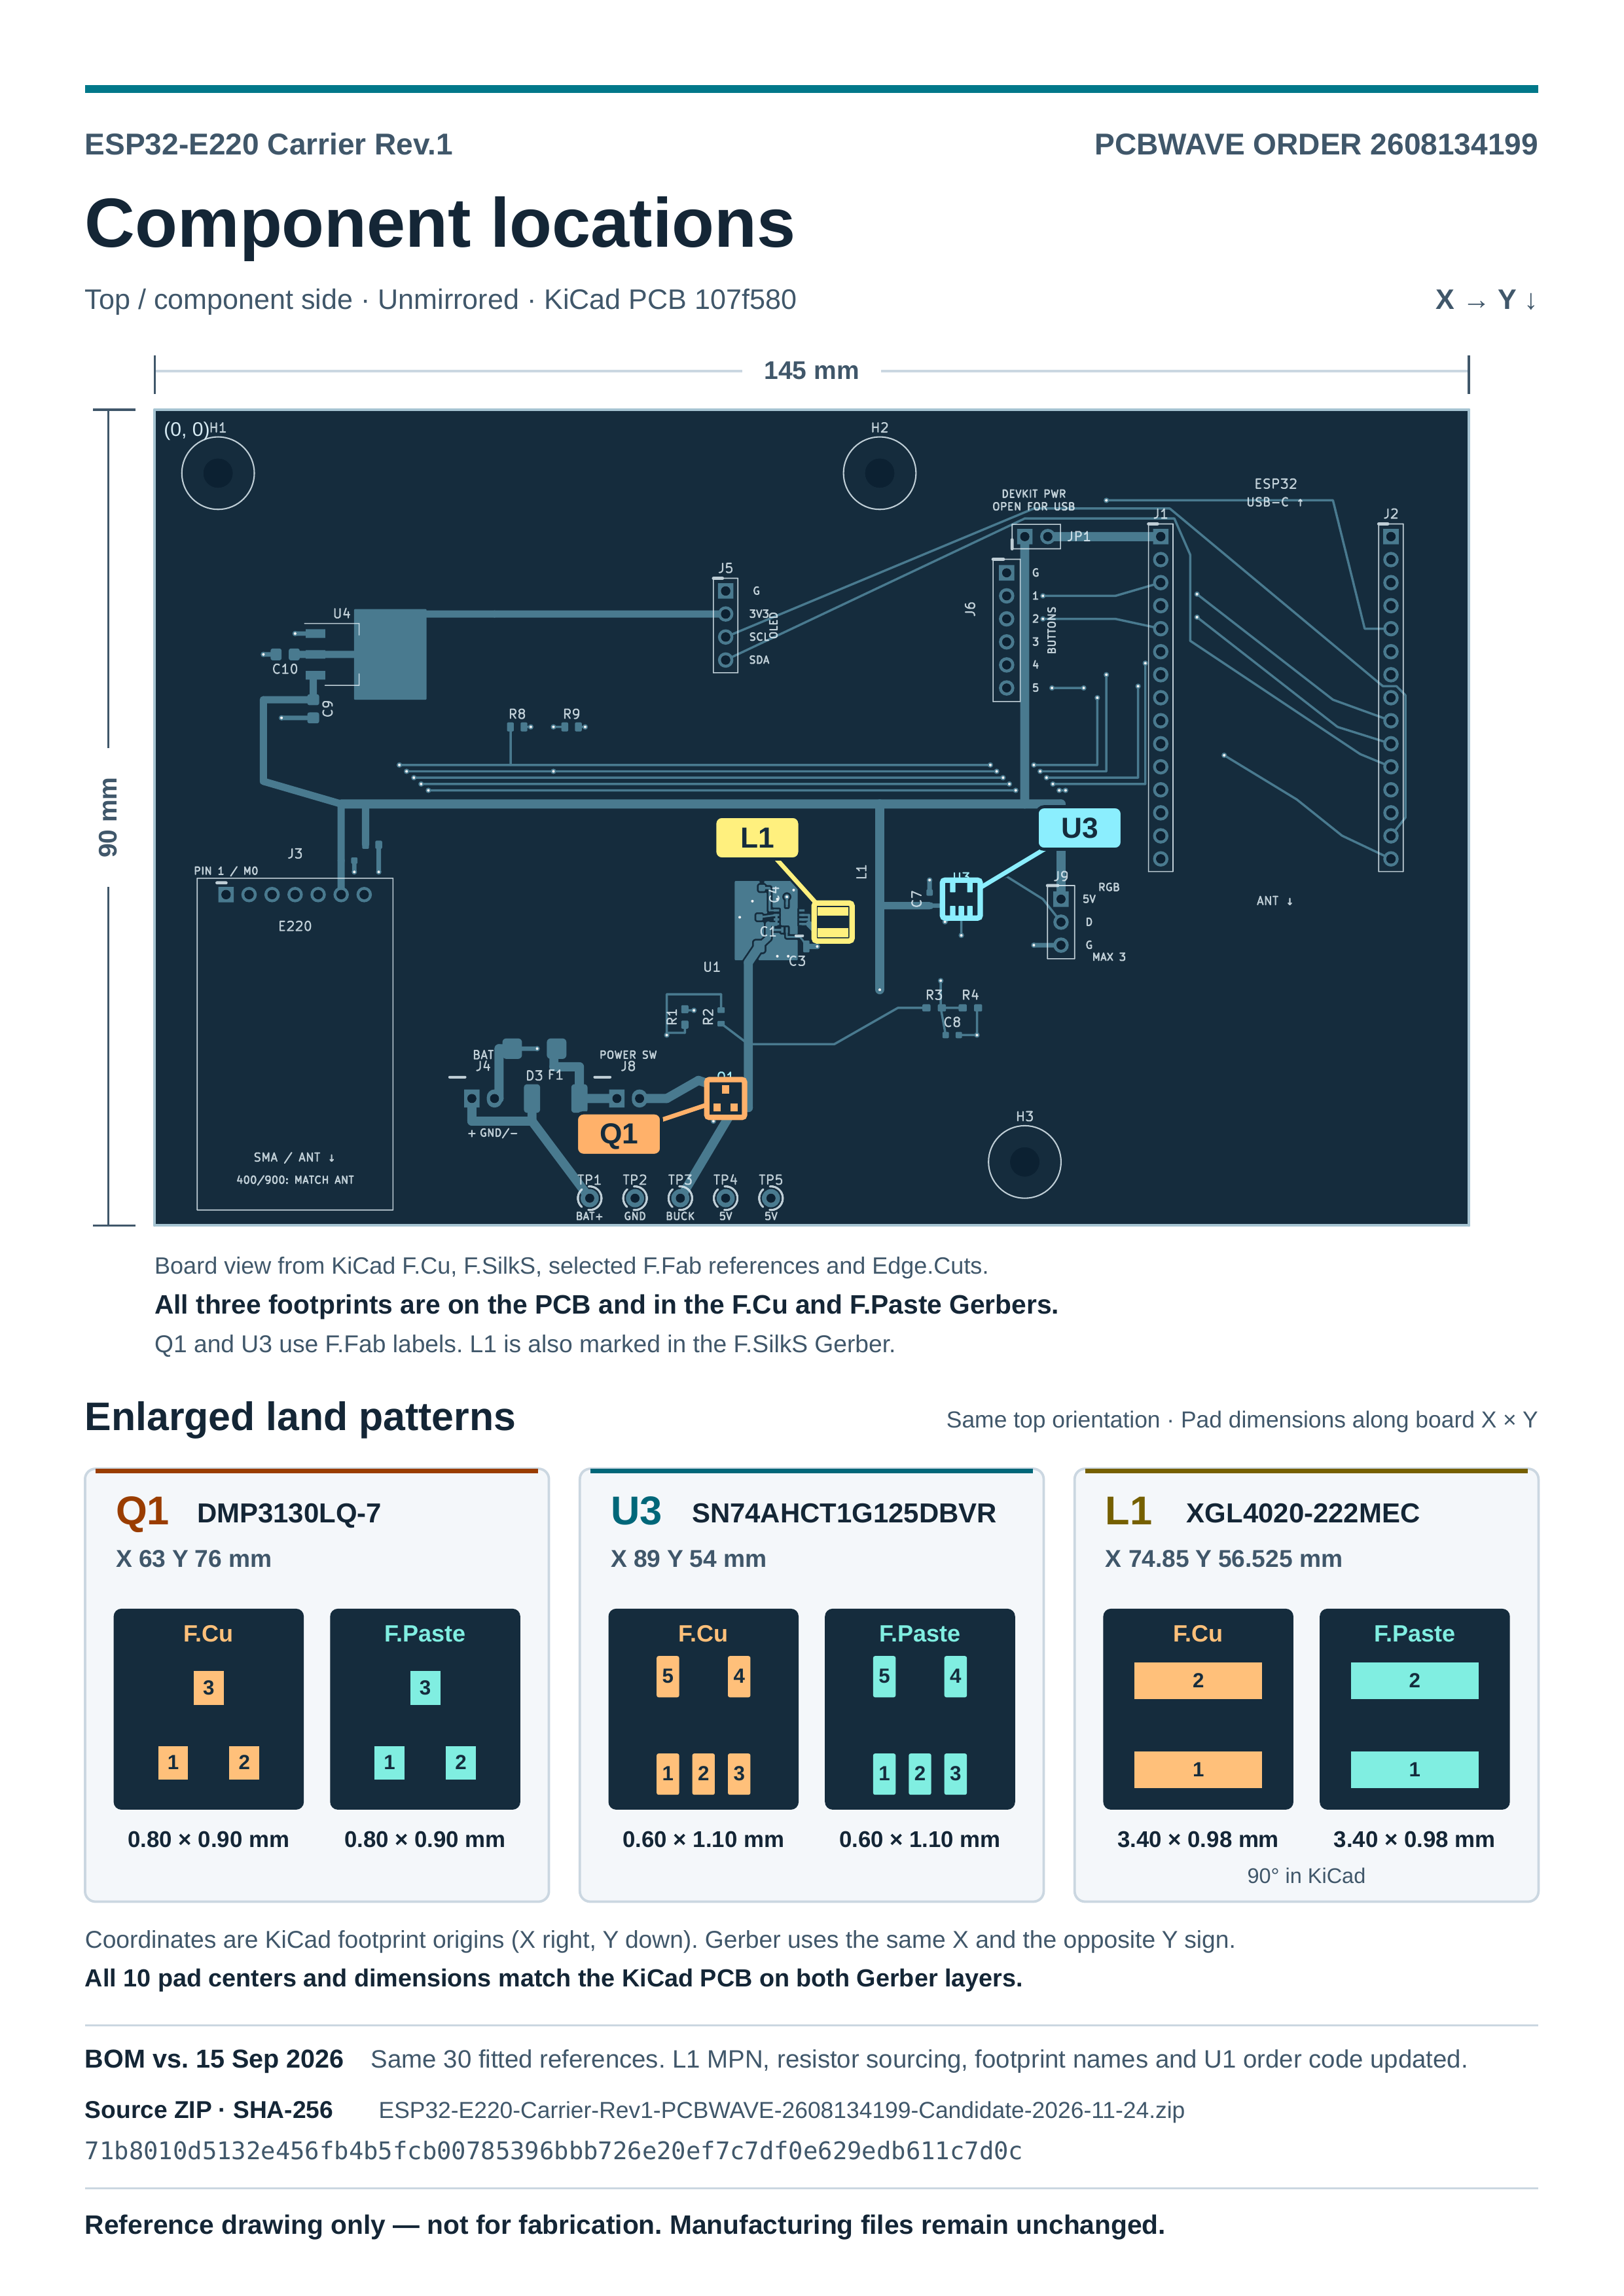 ESP32-E220 Carrier Rev.1
PCBWAVE ORDER 2608134199
Component locations
Top / component side · Unmirrored · KiCad PCB 107f580
X → Y ↓
145 mm
90 mm
(0, 0)
H1
H2
ESP32
USB-C ↑
DEVKIT PWR
OPEN FOR USB
J1
J2
JP1
J5
G
3V3
SCL
SDA
OLED
J6
G
1
2
3
4
5
BUTTONS
U4
C10
C9
R8
R9
L1
U3
J3
PIN 1 / M0
E220
L1
C4
C1
C3
U1
C7
U3
J9
RGB
5V
D
G
MAX 3
ANT ↓
R1
R2
R3
R4
C8
BAT
J4
D3
F1
POWER SW
J8
Q1
Q1
+ GND/-
H3
SMA / ANT ↓
400/900: MATCH ANT
TP1
TP2
TP3
TP4
TP5
BAT+
GND
BUCK
5V
5V
Board view from KiCad F.Cu, F.SilkS, selected F.Fab references and Edge.Cuts.
All three footprints are on the PCB and in the F.Cu and F.Paste Gerbers.
Q1 and U3 use F.Fab labels. L1 is also marked in the F.SilkS Gerber.
Enlarged land patterns
Same top orientation · Pad dimensions along board X × Y
Q1 DMP3130LQ-7
X 63 Y 76 mm
F.Cu
3
1 2
0.80 × 0.90 mm
F.Paste
3
1 2
0.80 × 0.90 mm
U3 SN74AHCT1G125DBVR
X 89 Y 54 mm
F.Cu
5 4
1 2 3
0.60 × 1.10 mm
F.Paste
5 4
1 2 3
0.60 × 1.10 mm
L1 XGL4020-222MEC
X 74.85 Y 56.525 mm
F.Cu
2
1
3.40 × 0.98 mm
F.Paste
2
1
3.40 × 0.98 mm
90° in KiCad
Coordinates are KiCad footprint origins (X right, Y down). Gerber uses the same X and the opposite Y sign.
All 10 pad centers and dimensions match the KiCad PCB on both Gerber layers.
BOM vs. 15 Sep 2026 Same 30 fitted references. L1 MPN, resistor sourcing, footprint names and U1 order code updated.
Source ZIP · SHA-256 ESP32-E220-Carrier-Rev1-PCBWAVE-2608134199-Candidate-2026-11-24.zip
71b8010d5132e456fb4b5fcb00785396bbb726e20ef7c7df0e629edb611c7d0c
Reference drawing only — not for fabrication. Manufacturing files remain unchanged.